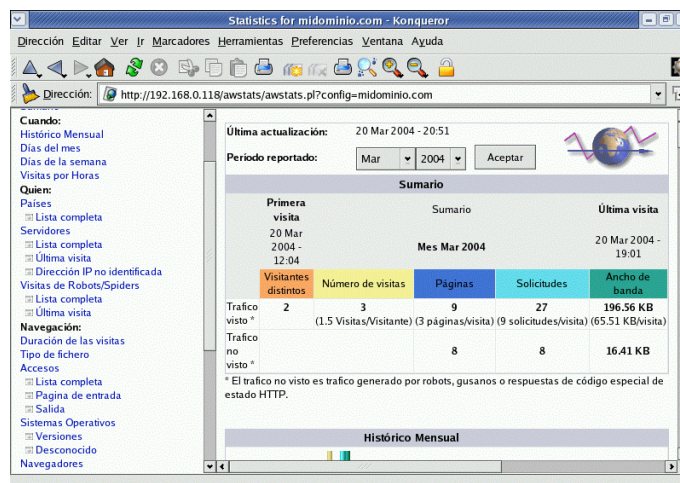 Statistics for midominio.com - Konqueror
Dirección Editar Ver Ir Marcadores Herramientas Preferencias Ventana Ayuda
Dirección: http://192.168.0.118/awstats/awstats.pl?config=midominio.com
Cuando:
Histórico Mensual
Días del mes
Días de la semana
Visitas por Horas
Quien:
Países
Lista completa
Servidores
Lista completa
Última visita
Dirección IP no identificada
Visitas de Robots/Spiders
Lista completa
Última visita
Navegación:
Duración de las visitas
Tipo de fichero
Accesos
Lista completa
Pagina de entrada
Salida
Sistemas Operativos
Versiones
Desconocido
Navegadores
Última actualización: 20 Mar 2004 - 20:51
Período reportado: Mar 2004 Aceptar
Sumario
Primera visita Sumario Última visita
20 Mar 2004 - 12:04 Mes Mar 2004 20 Mar 2004 - 19:01
Visitantes distintos Número de visitas Páginas Solicitudes Ancho de banda
Trafico visto * 2 3 9 27 196.56 KB
(1.5 Visitas/Visitante) (3 páginas/visita) (9 solicitudes/visita) (65.51 KB/visita)
Trafico no visto * 8 8 16.41 KB
* El trafico no visto es trafico generado por robots, gusanos o respuestas de código especial de
estado HTTP.
Histórico Mensual